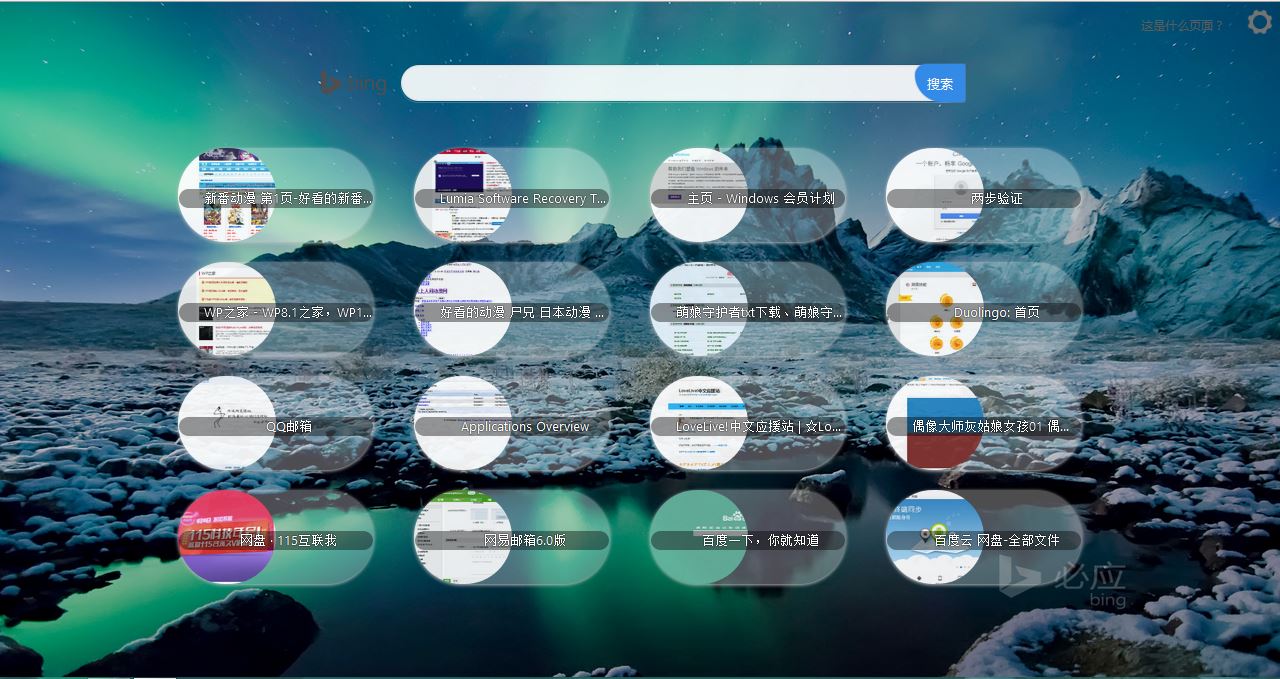 这是什么页面？
bing
搜索
新番动漫 第1页-好看的新番...
Lumia Software Recovery T...
主页 - Windows 会员计划
两步验证
WP之家 - WP8.1之家，WP1...
好看的动漫 尸兄 日本动漫 ...
萌狼守护者txt下载、萌狼守...
Duolingo: 首页
QQ邮箱
Applications Overview
LoveLive!中文应援站 | ☆Lo...
偶像大师灰姑娘女孩01 偶...
网盘 · 115互联我
网易邮箱6.0版
百度一下，你就知道
百度云 网盘-全部文件
必应
bing